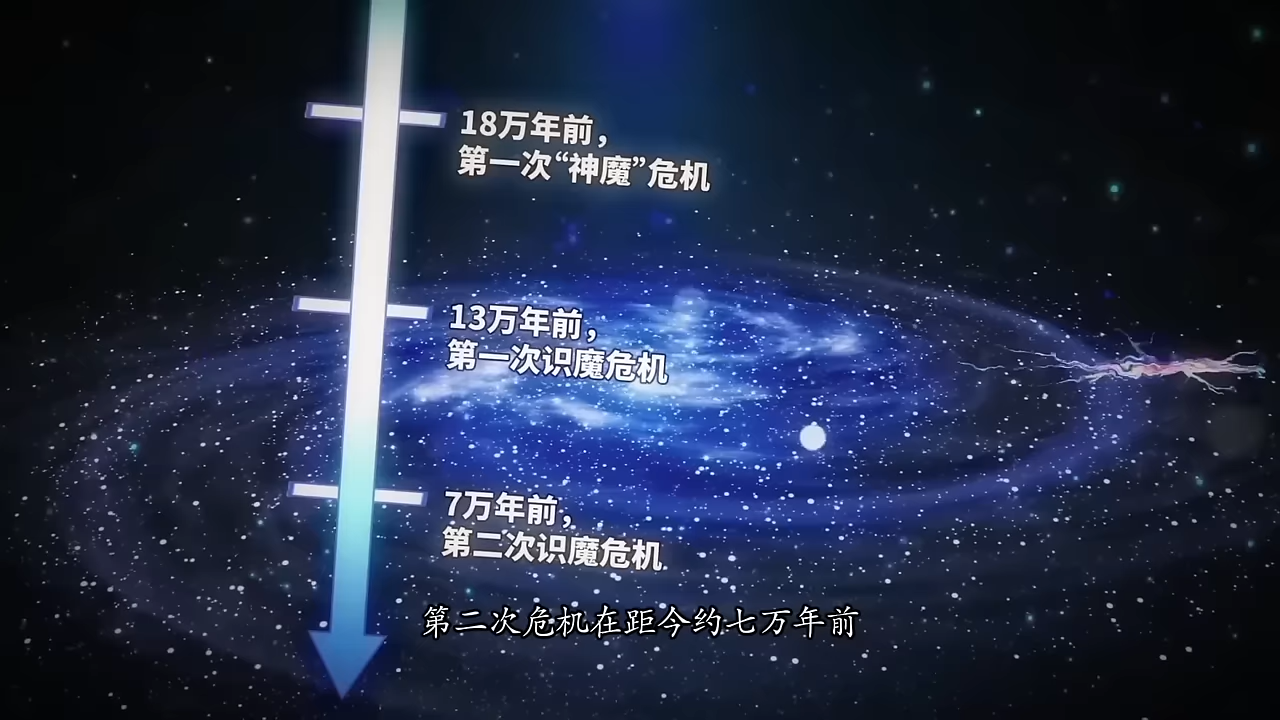 18万年前，
第一次“神魔”危机
13万年前，
第一次识魔危机
7万年前，
第二次识魔危机
第二次危机在距今约七万年前